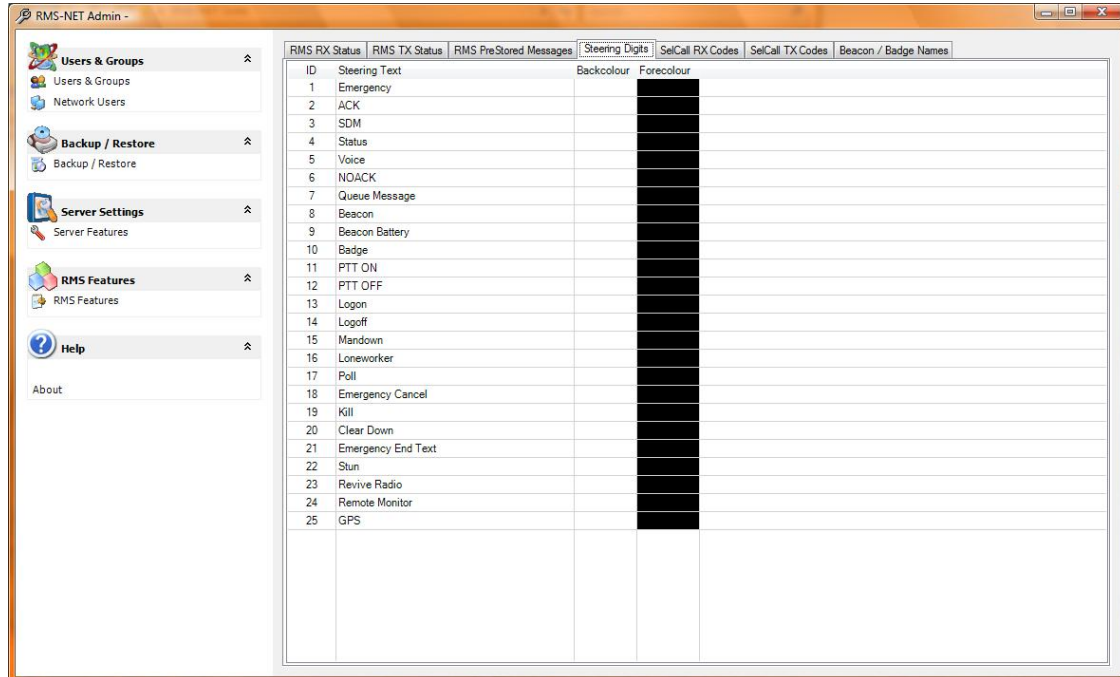 RMS-NET Admin -
Users & Groups
Users & Groups
Network Users
Backup / Restore
Backup / Restore
Server Settings
Server Features
RMS Features
RMS Features
Help
About
RMS RX Status RMS TX Status RMS PreStored Messages Steering Digits SelCall RX Codes SelCall TX Codes Beacon / Badge Names
ID Steering Text Backcolour Forecolour
1 Emergency
2 ACK
3 SDM
4 Status
5 Voice
6 NOACK
7 Queue Message
8 Beacon
9 Beacon Battery
10 Badge
11 PTT ON
12 PTT OFF
13 Logon
14 Logoff
15 Mandown
16 Loneworker
17 Poll
18 Emergency Cancel
19 Kill
20 Clear Down
21 Emergency End Text
22 Stun
23 Revive Radio
24 Remote Monitor
25 GPS